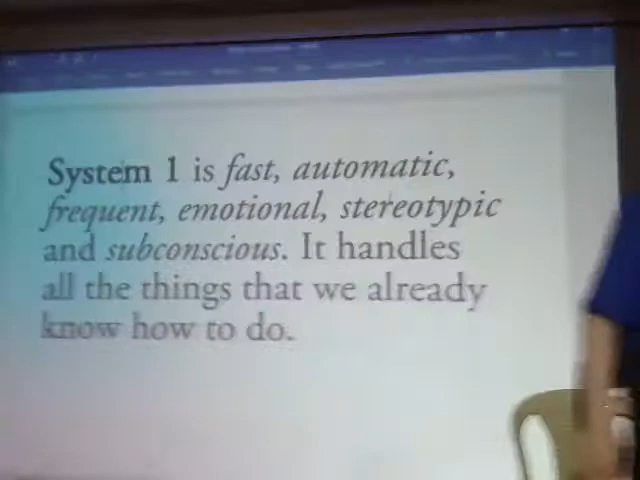 System 1 is fast, automatic,
frequent, emotional, stereotypic
and subconscious. It handles
all the things that we already
know how to do.